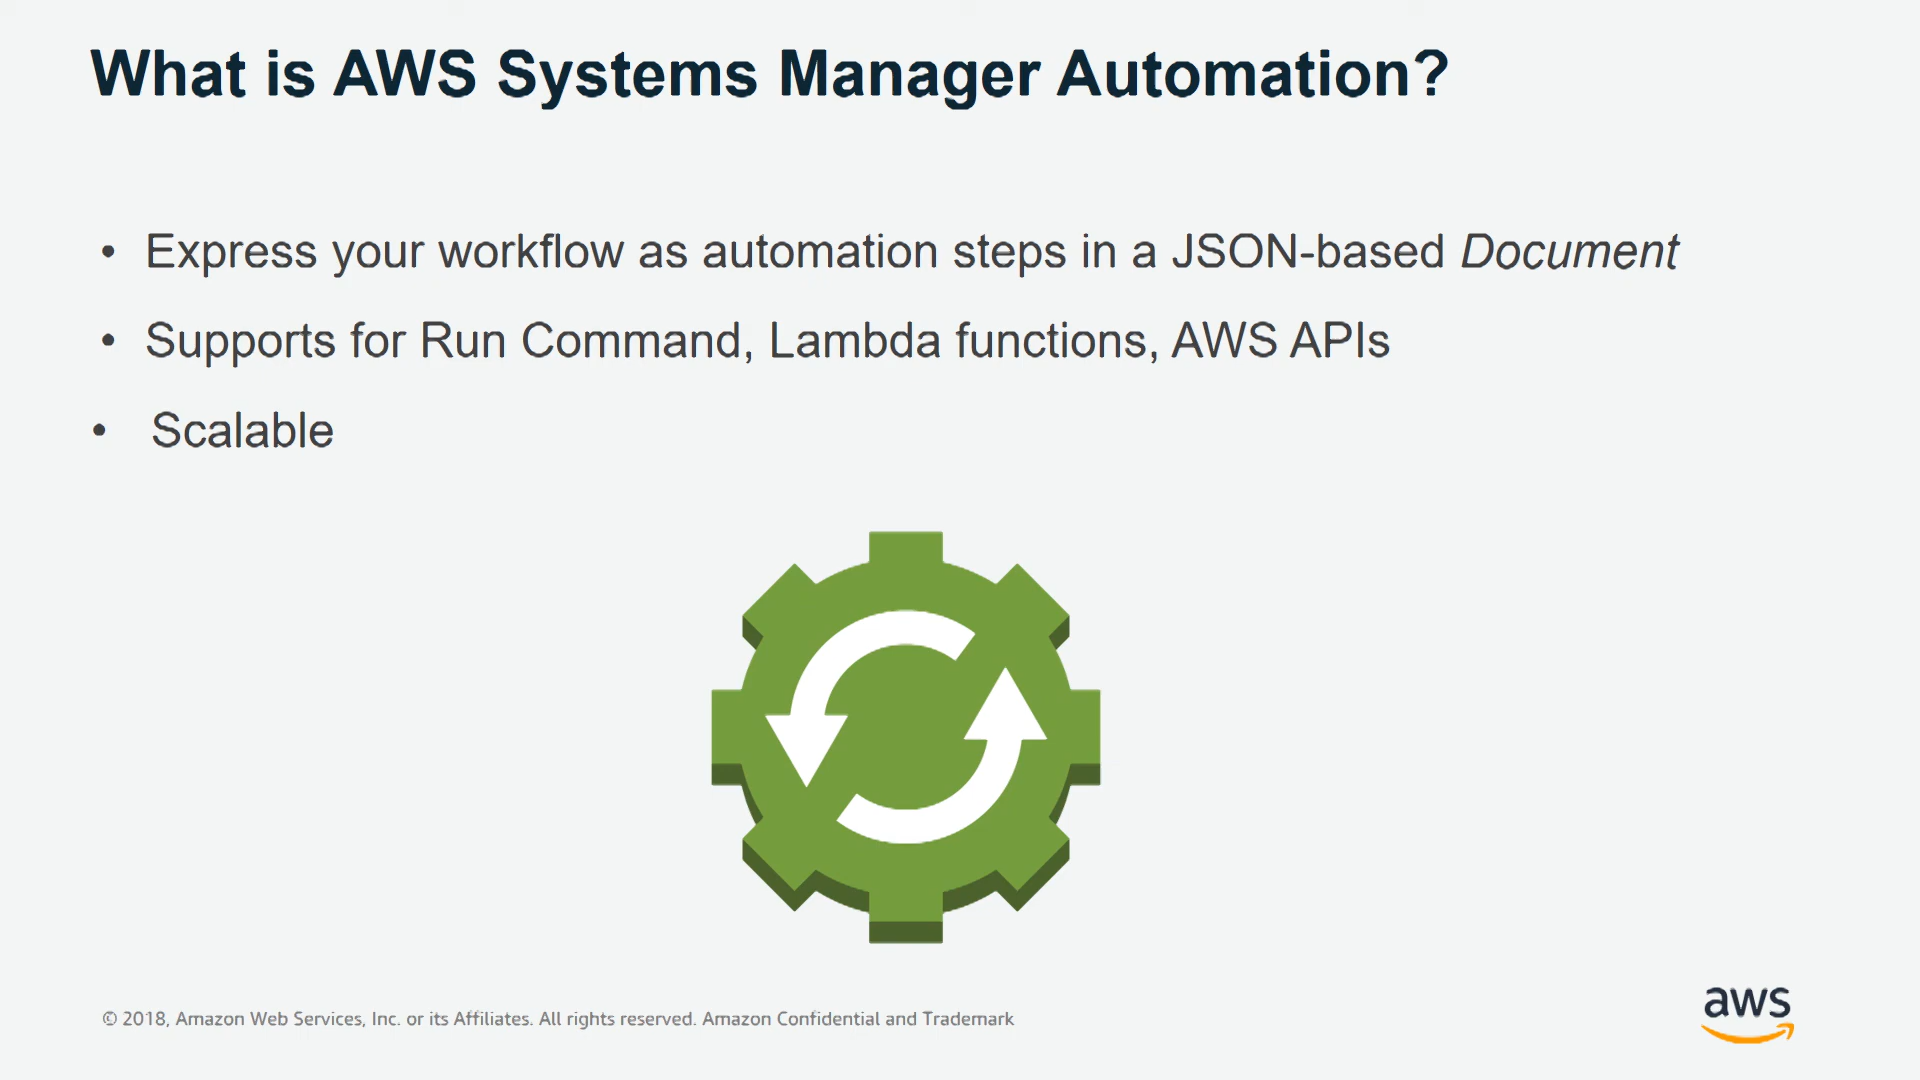 What is AWS Systems Manager Automation?
• Express your workflow as automation steps in a JSON-based Document
• Supports for Run Command, Lambda functions, AWS APIs
• Scalable
© 2018, Amazon Web Services, Inc. or its Affiliates. All rights reserved. Amazon Confidential and Trademark
aws